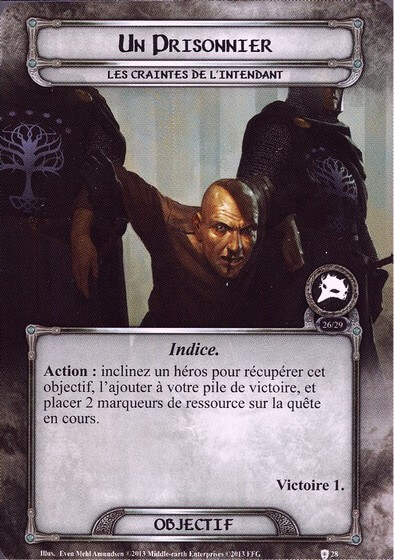 Un Prisonnier
Les Craintes de l'Intendant
26/29
Indice.
Action : inclinez un héros pour récupérer cet
objectif, l'ajouter à votre pile de victoire, et
placer 2 marqueurs de ressource sur la quête
en cours.
Victoire 1.
Objectif
Illus. Even Mehl Amundsen ©2013 Middle-earth Enterprises ©2013 FFG
28